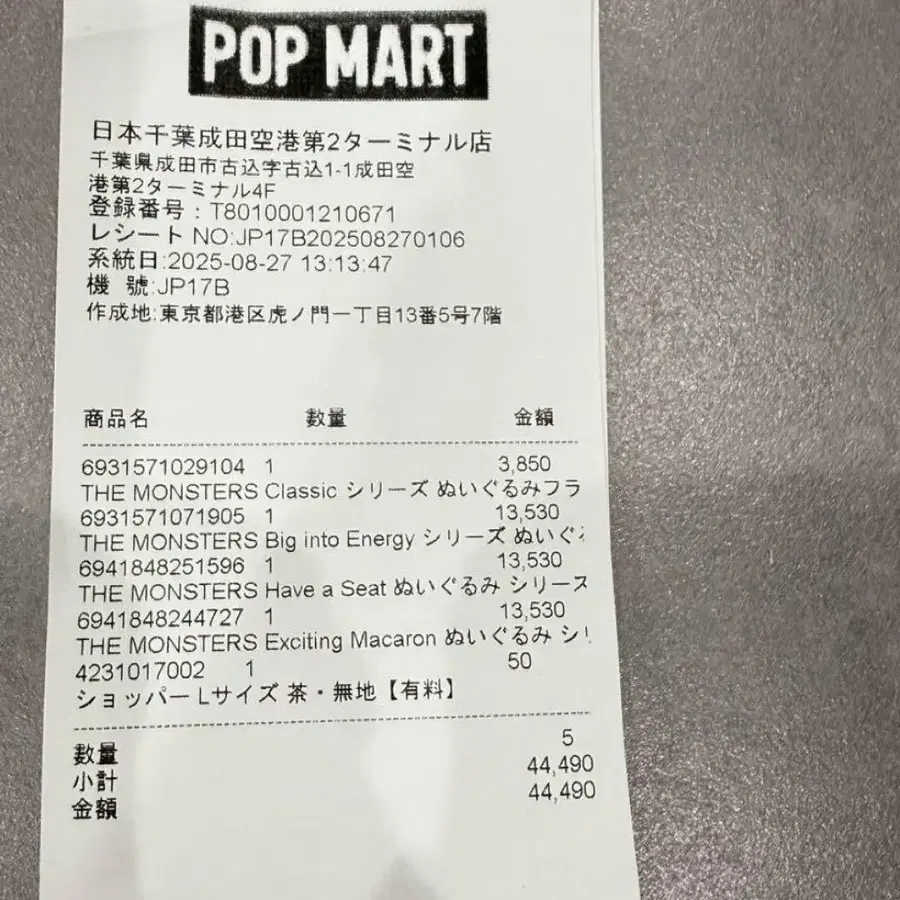 POP MART
日本千葉成田空港第2ターミナル店
千葉県成田市古込字古込1-1成田空
港第2ターミナル4F
登録番号：T8010001210671
レシート NO:JP17B202508270106
系統日:2025-08-27 13:13:47
機 號:JP17B
作成地:東京都港区虎ノ門一丁目13番5号7階
商品名 数量 金額
6931571029104 1 3,850
THE MONSTERS Classic シリーズ ぬいぐるみフラ
6931571071905 1 13,530
THE MONSTERS Big into Energy シリーズ ぬいぐ
6941848251596 1 13,530
THE MONSTERS Have a Seat ぬいぐるみ シリーズ
6941848244727 1 13,530
THE MONSTERS Exciting Macaron ぬいぐるみ シリ
4231017002 1 50
ショッパー Lサイズ 茶・無地【有料】
数量 5
小計 44,490
金額 44,490